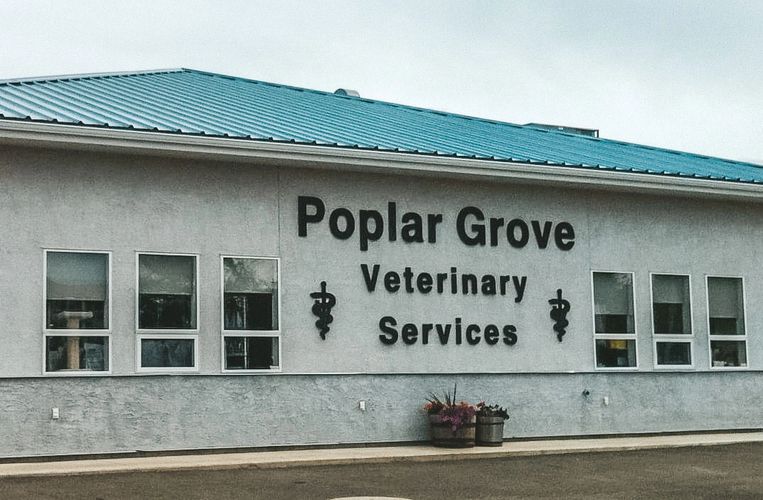 Poplar Grove
Veterinary
Services